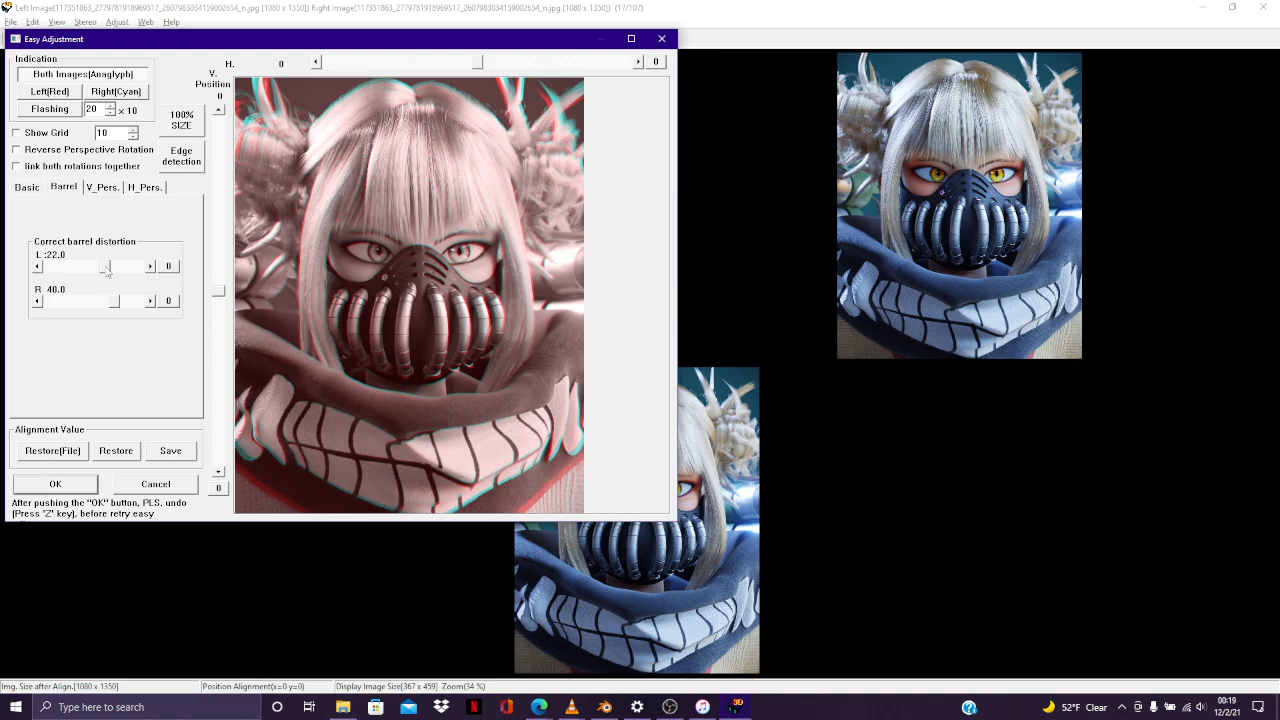 Left Image[117351863_2779781918969517_2607983034159002654_n.jpg [1080 x 1350]) Right Image[117351863_2779781918969517_2607983034159002654_n.jpg [1080 x 1350]) (17/107)
File Edit View Stereo Adjust Web Help
Easy Adjustment
Indication
Both Images[Anaglyph]
Left[Red] Right[Cyan]
Flashing 20 × 10
H. 0 0
V.
Position
0
100%
SIZE
Show Grid 10
Reverse Perspective Rotation
link both rotations together
Edge
detection
Basic Barrel V_Pers. H_Pers.
Correct barrel distortion
L :22.0
0
R 40.0
0
Alignment Value
Restore[File] Restore Save
OK Cancel 0
After pushing the "OK" button, PLS. undo
[Press 'Z' key], before retry easy
Img. Size after Align.[1080 x 1350] Position Alignment(x=0 y=0) Display Image Size[367 x 459] Zoom(34 %)
Type here to search
3D
52°F Clear
00:19
12/2/21